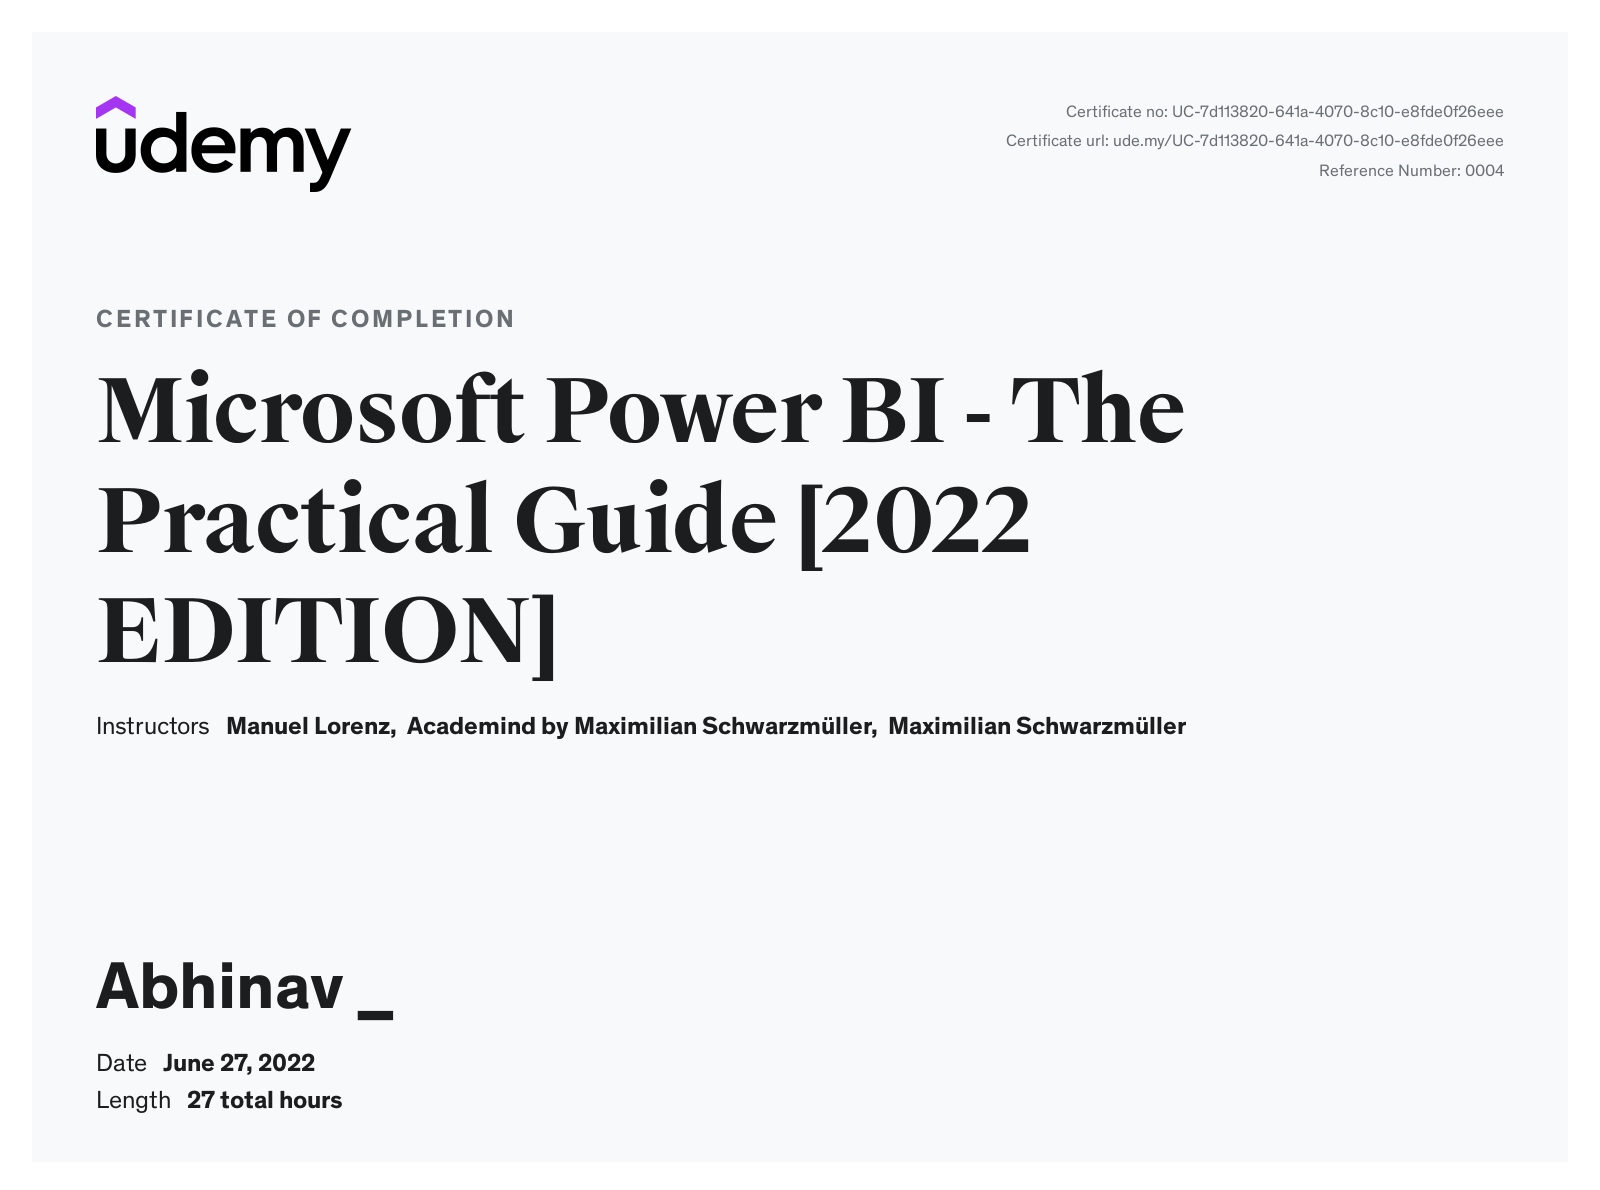 udemy
Certificate no: UC-7d113820-641a-4070-8c10-e8fde0f26eee
Certificate url: ude.my/UC-7d113820-641a-4070-8c10-e8fde0f26eee
Reference Number: 0004
CERTIFICATE OF COMPLETION
Microsoft Power BI - The
Practical Guide [2022
EDITION]
Instructors Manuel Lorenz, Academind by Maximilian Schwarzmüller, Maximilian Schwarzmüller
Abhinav _
Date June 27, 2022
Length 27 total hours